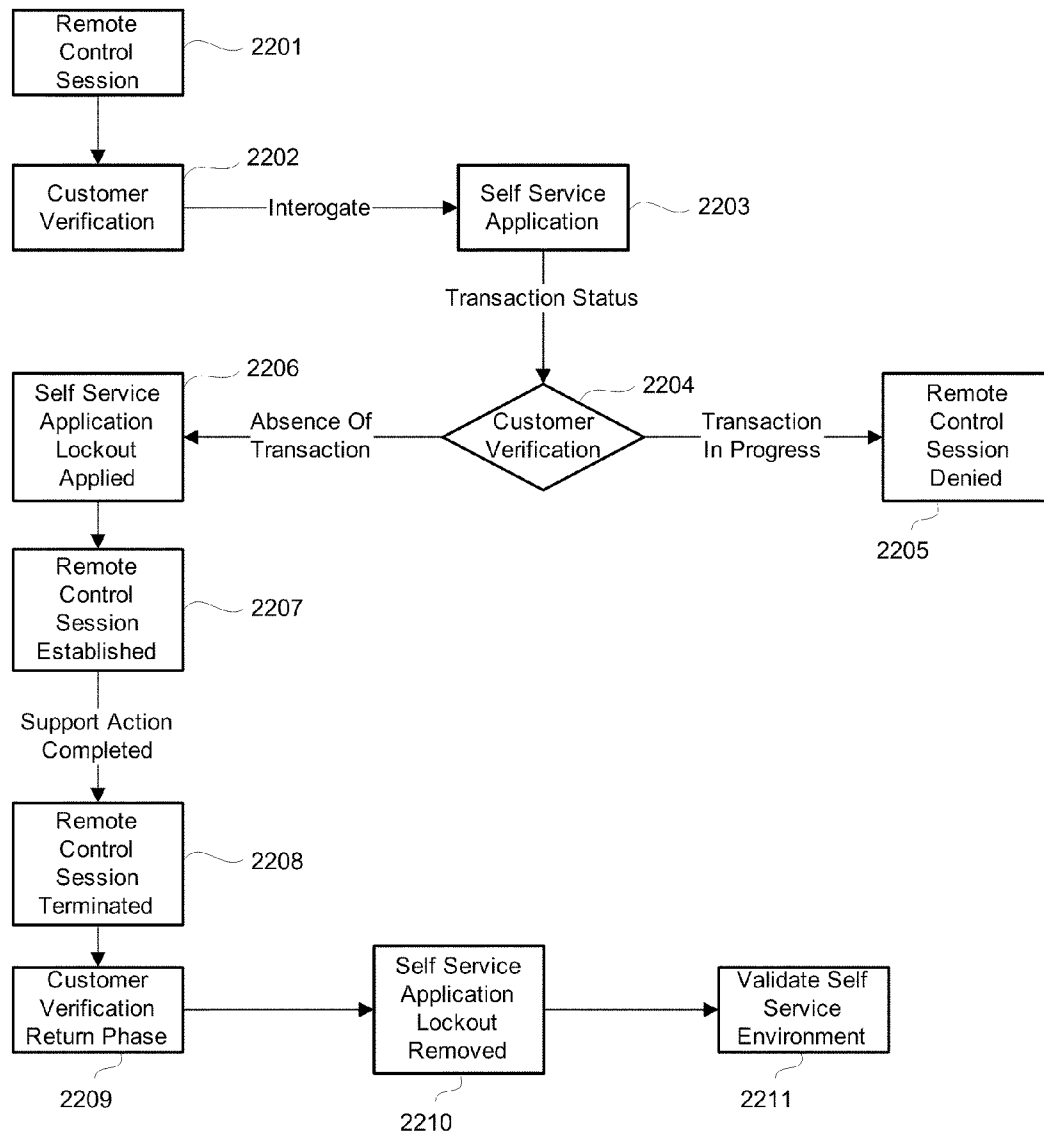 Remote
Control
Session
2201
2202
Customer
Verification
Interogate
Self Service
Application
2203
Transaction Status
2206
Self Service
Application
Lockout
Applied
Absence Of
Transaction
2204
Customer
Verification
Transaction
In Progress
Remote
Control
Session
Denied
2205
Remote
Control
Session
Established
2207
Support Action
Completed
Remote
Control
Session
Terminated
2208
Customer
Verification
Return Phase
2209
Self Service
Application
Lockout
Removed
2210
Validate Self
Service
Environment
2211